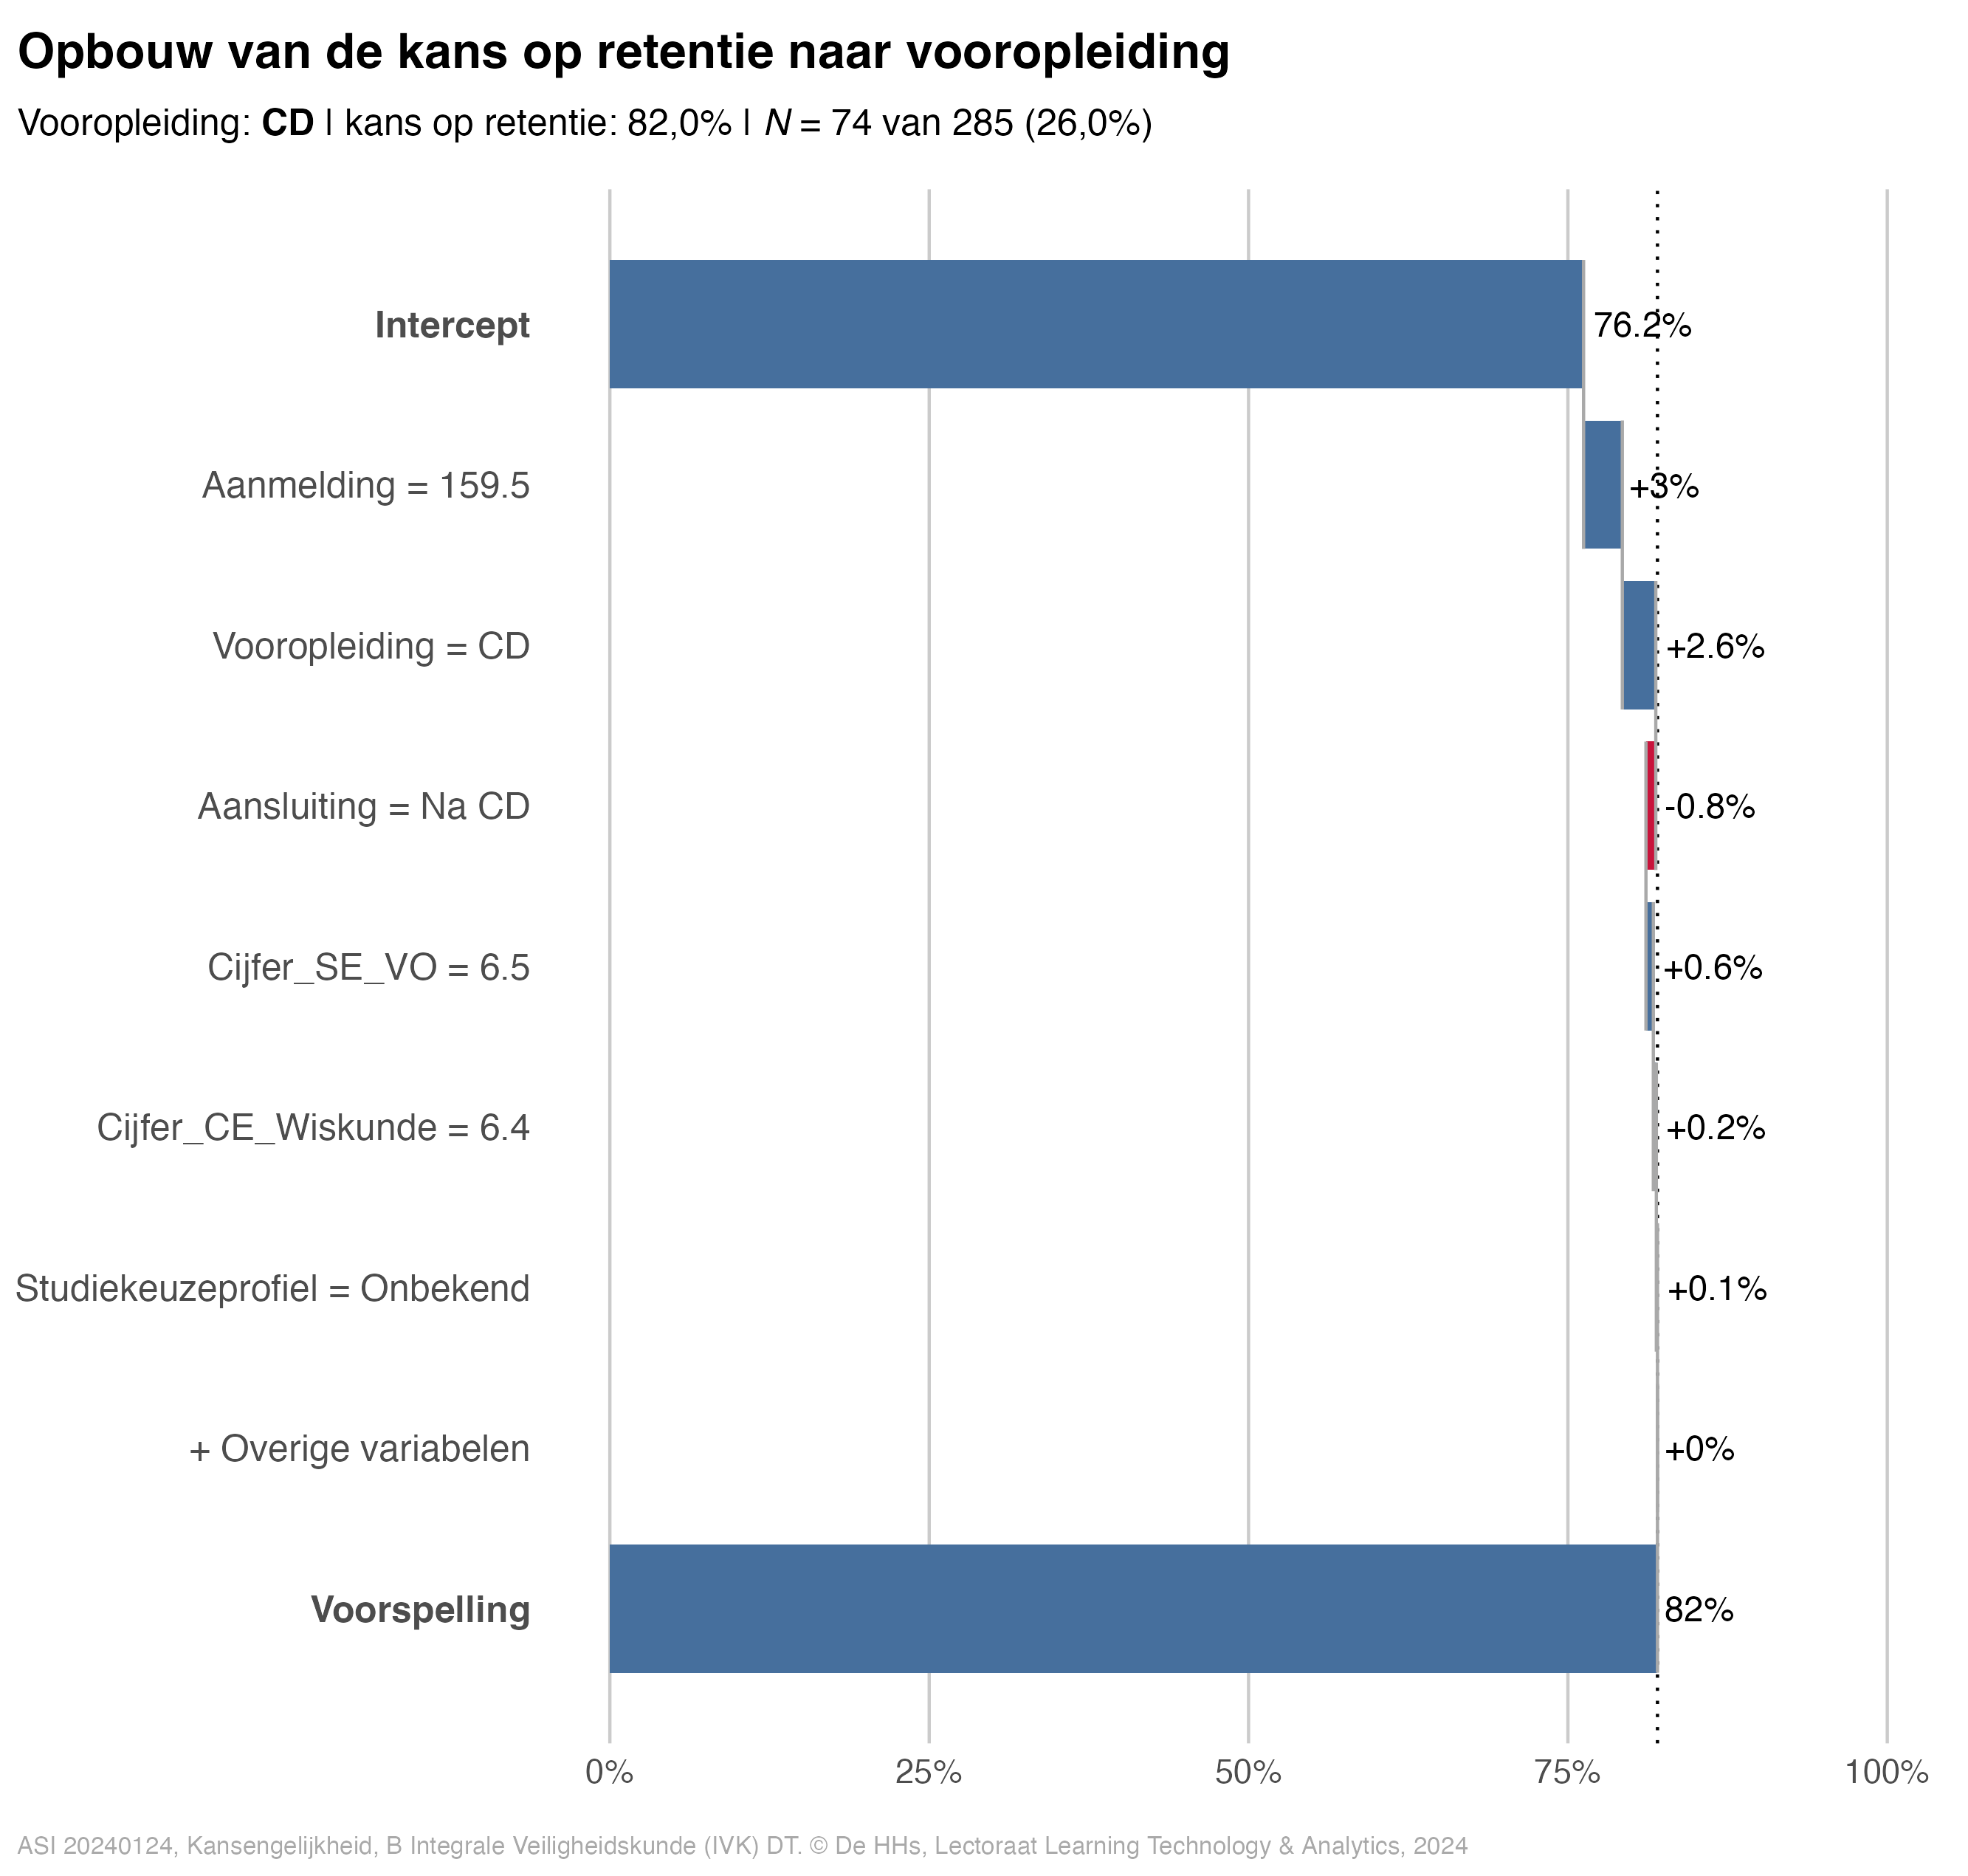 Opbouw van de kans op retentie naar vooropleiding
Vooropleiding: CD | kans op retentie: 82,0% | N = 74 van 285 (26,0%)
Intercept
76.2%
Aanmelding = 159.5
+3%
Vooropleiding = CD
+2.6%
Aansluiting = Na CD
-0.8%
Cijfer_SE_VO = 6.5
+0.6%
Cijfer_CE_Wiskunde = 6.4
+0.2%
Studiekeuzeprofiel = Onbekend
+0.1%
+ Overige variabelen
+0%
Voorspelling
82%
0% 25% 50% 75% 100%
ASI 20240124, Kansengelijkheid, B Integrale Veiligheidskunde (IVK) DT. © De HHs, Lectoraat Learning Technology & Analytics, 2024